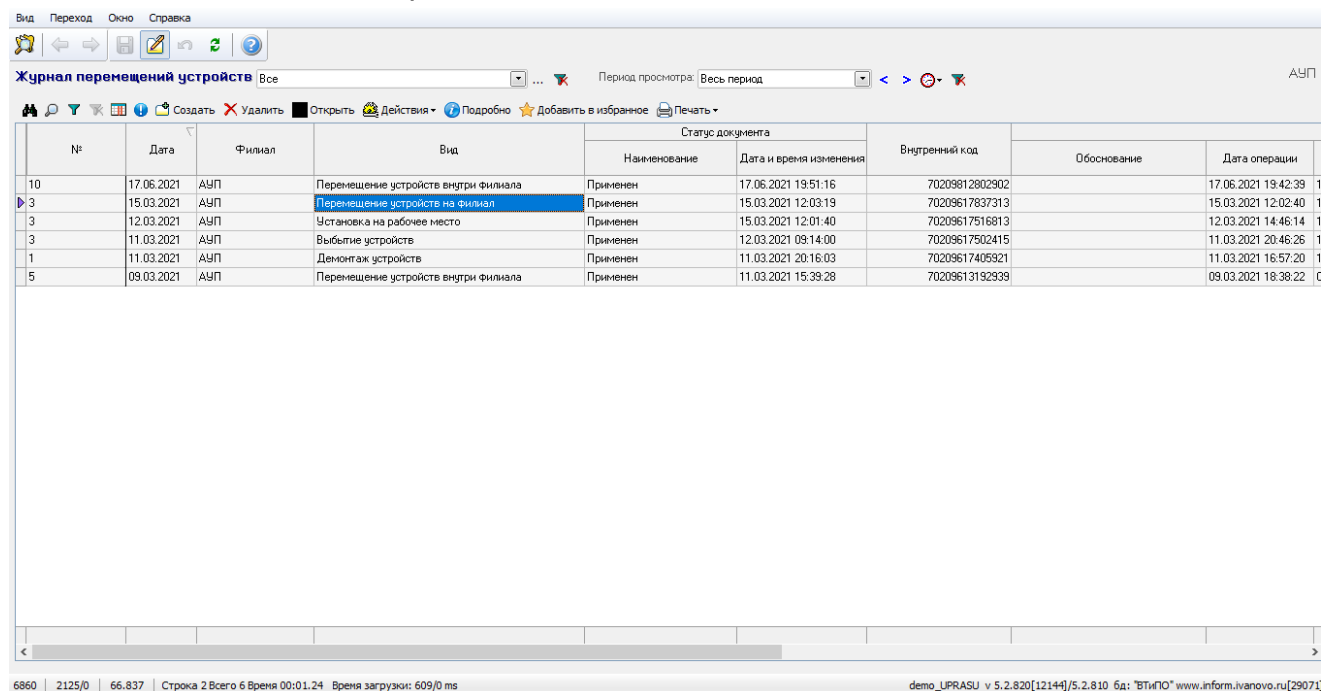 Вид Переход Окно Справка
Журнал перемещений устройств Все ... Период просмотра: Весь период < > АУП
Создать Удалить Открыть Действия Подробно Добавить в избранное Печать
Статус документа
№ Дата Филиал Вид Наименование Дата и время изменения Внутренний код Обоснование Дата операции
10 17.06.2021 АУП Перемещение устройств внутри филиала Применен 17.06.2021 19:51:16 70209812802902 17.06.2021 19:42:39 1
3 15.03.2021 АУП Перемещение устройств на филиал Применен 15.03.2021 12:03:19 70209617837313 15.03.2021 12:02:40 1
3 12.03.2021 АУП Установка на рабочее место Применен 15.03.2021 12:01:40 70209617516813 12.03.2021 14:46:14 1
3 11.03.2021 АУП Выбытие устройств Применен 12.03.2021 09:14:00 70209617502415 11.03.2021 20:46:26 1
1 11.03.2021 АУП Демонтаж устройств Применен 11.03.2021 20:16:03 70209617405921 11.03.2021 16:57:20 1
5 09.03.2021 АУП Перемещение устройств внутри филиала Применен 11.03.2021 15:39:28 70209613192939 09.03.2021 18:38:22 0
6860 2125/0 66.837 Строка 2 Всего 6 Время 00:01.24 Время загрузки: 609/0 ms demo_UPRASU v 5.2.820[12144]/5.2.810 бд: "ВТиПО" www.inform.ivanovo.ru[29071]